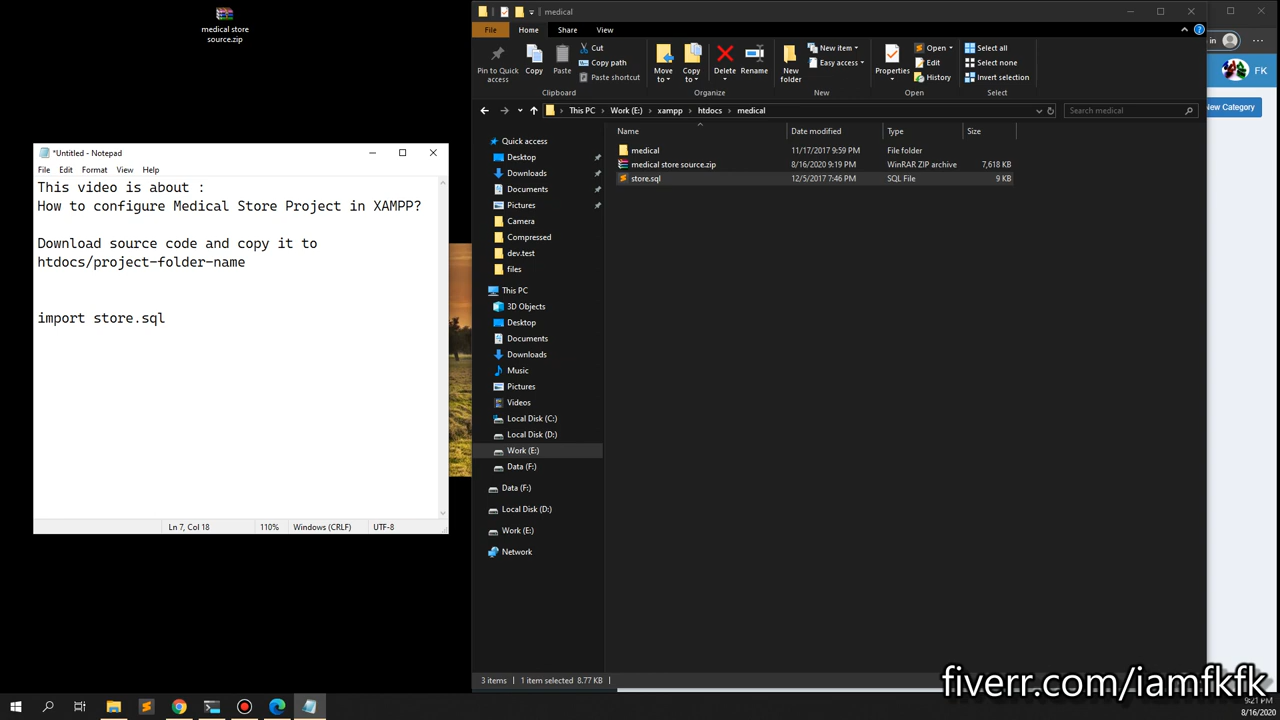 medical store
source.zip
*Untitled - Notepad
File Edit Format View Help
This video is about :
How to configure Medical Store Project in XAMPP?
Download source code and copy it to
htdocs/project-folder-name
import store.sql
Ln 7, Col 18
110%
Windows (CRLF)
UTF-8
medical
File Home Share View
Pin to Quick
access
Copy
Paste
Cut
Copy path
Paste shortcut
Clipboard
Move
to
Copy
to
Delete
Rename
Organize
New
folder
New item
Easy access
New
Properties
Open
Edit
History
Open
Select all
Select none
Invert selection
Select
This PC > Work (E:) > xampp > htdocs > medical
Search medical
Name Date modified Type Size
medical 11/17/2017 9:59 PM File folder
medical store source.zip 8/16/2020 9:19 PM WinRAR ZIP archive 7,618 KB
store.sql 12/5/2017 7:46 PM SQL File 9 KB
Quick access
Desktop
Downloads
Documents
Pictures
Camera
Compressed
dev.test
files
This PC
3D Objects
Desktop
Documents
Downloads
Music
Pictures
Videos
Local Disk (C:)
Local Disk (D:)
Work (E:)
Data (F:)
Data (F:)
Local Disk (D:)
Work (E:)
Network
3 items
1 item selected 8.77 KB
in
FK
New Category
fiverr.com/iamfkfk
9:21 PM
8/16/2020